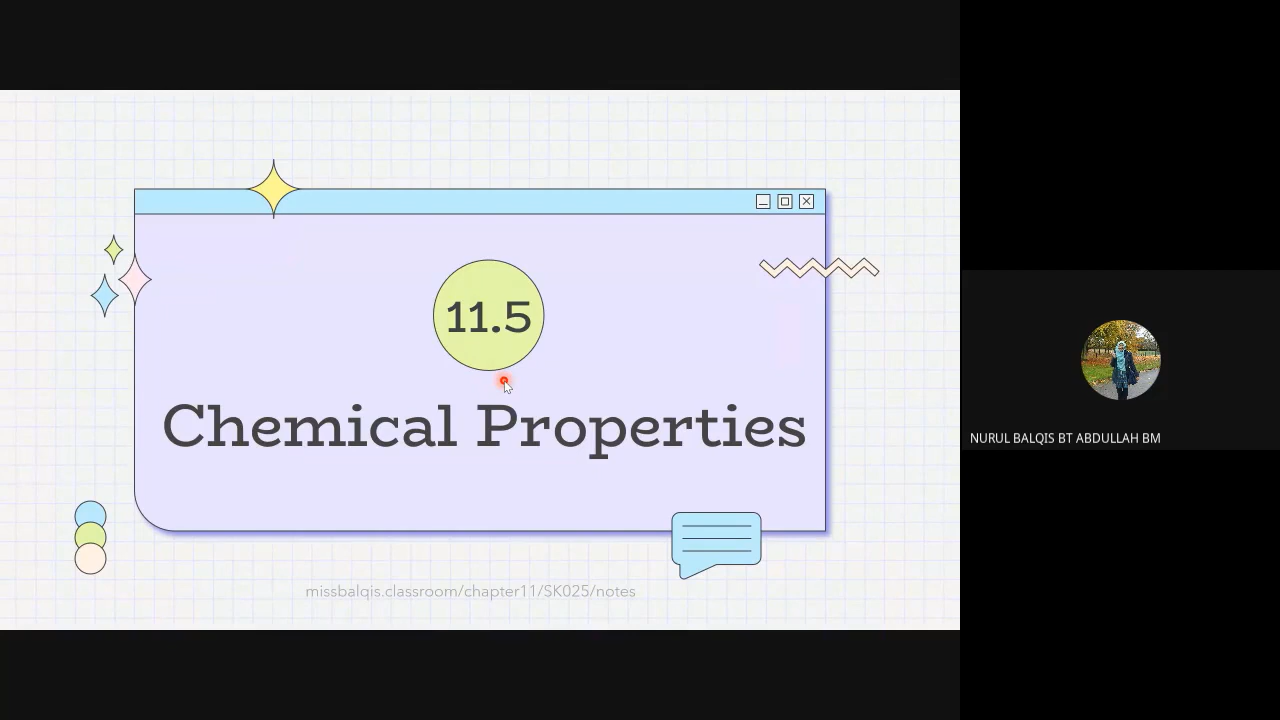 11.5
Chemical Properties
missbalqis.classroom/chapter11/SK025/notes
NURUL BALQIS BT ABDULLAH BM